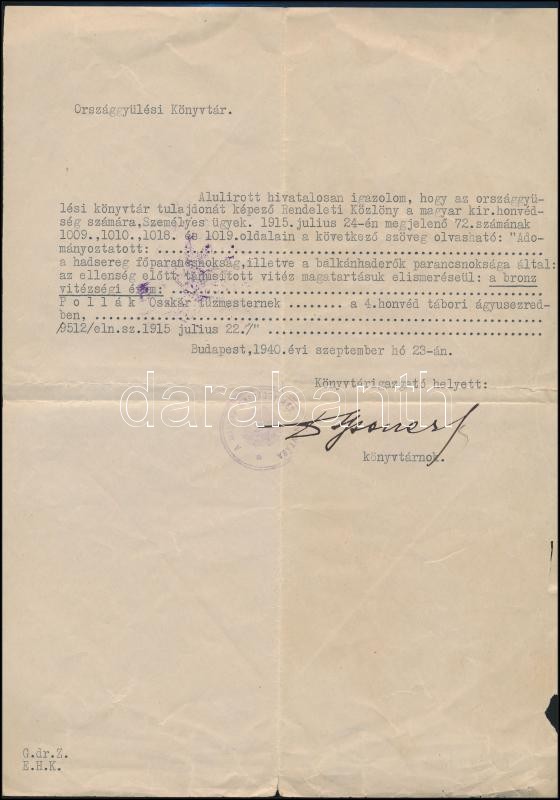 Országgyülési Könyvtár.
Alulirott hivatalosan igazolom, hogy az országgyü-
lési könyvtár tulajdonát képező Rendeleti Közlöny a magyar kir.honvéd-
ség számára.Személyes ügyek. 1915.julius 24-én megjelenő 72.számának
1009.,1010.,1018. és 1019.oldalain a következő szöveg olvasható: "Ado-
mányoztatott: ........................................
a hadsereg főparancsnokság,illetve a balkánhaderők parancsnoksága által:
az ellenség előtt tanusított vitéz magatartásuk elismeréseül: a bronz
vitézségi érem: ........................................
P o l l á k Oszkár tüzmesternek ........ a 4.honvéd tábori ágyusezred-
ben, ........................................
/9512/eln.sz.1915 julius 22./" ........................................
Budapest,1940.évi szeptember hó 23-án.
Könyvtárigazgató helyett:
darabanth
könyvtárnok.
G.dr.Z.
E.H.K.